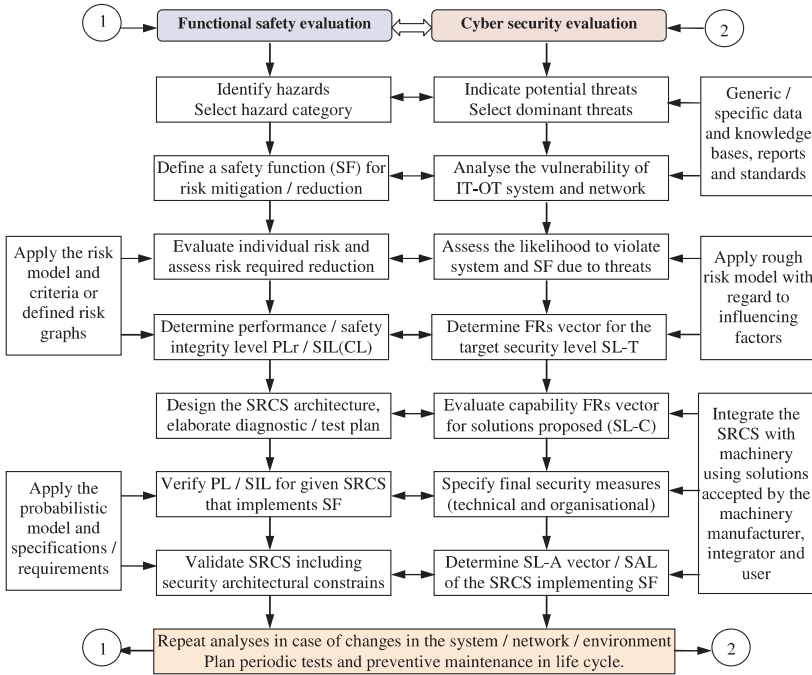 1
Functional safety evaluation
Cyber security evaluation
2
Identify hazards
Select hazard category
Indicate potential threats
Select dominant threats
Generic /
specific data
and knowledge
bases, reports
and standards
Define a safety function (SF) for
risk mitigation / reduction
Analyse the vulnerability of
IT-OT system and network
Apply the risk
model and
criteria or
defined risk
graphs
Evaluate individual risk and
assess risk required reduction
Assess the likelihood to violate
system and SF due to threats
Apply rough
risk model with
regard to
influencing
factors
Determine performance / safety
integrity level PLr / SIL(CL)
Determine FRs vector for the
target security level SL-T
Design the SRCS architecture,
elaborate diagnostic / test plan
Evaluate capability FRs vector
for solutions proposed (SL-C)
Integrate the
SRCS with
machinery
using solutions
accepted by the
machinery
manufacturer,
integrator and
user
Apply the
probabilistic
model and
specifications /
requirements
Verify PL / SIL for given SRCS
that implements SF
Specify final security measures
(technical and organisational)
Validate SRCS including
security architectural constrains
Determine SL-A vector / SAL
of the SRCS implementing SF
1
Repeat analyses in case of changes in the system / network / environment
Plan periodic tests and preventive maintenance in life cycle.
2